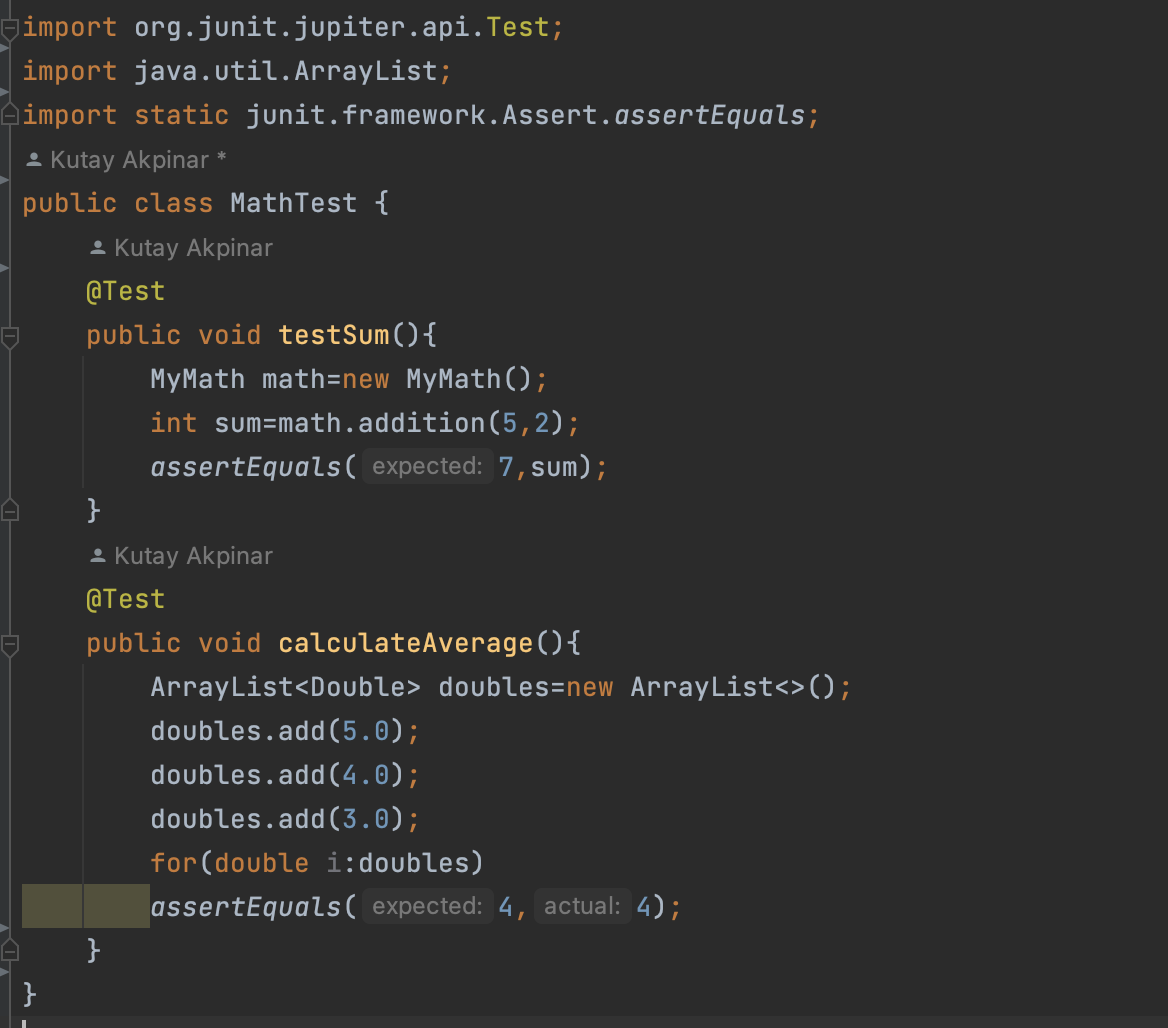 import org.junit.jupiter.api.Test;
import java.util.ArrayList;
import static junit.framework.Assert.assertEquals;
Kutay Akpinar *
public class MathTest {
Kutay Akpinar
@Test
public void testSum(){
MyMath math=new MyMath();
int sum=math.addition(5,2);
assertEquals( expected: 7,sum);
}
Kutay Akpinar
@Test
public void calculateAverage(){
ArrayList<Double> doubles=new ArrayList<>();
doubles.add(5.0);
doubles.add(4.0);
doubles.add(3.0);
for(double i:doubles)
assertEquals( expected: 4, actual: 4);
}
}